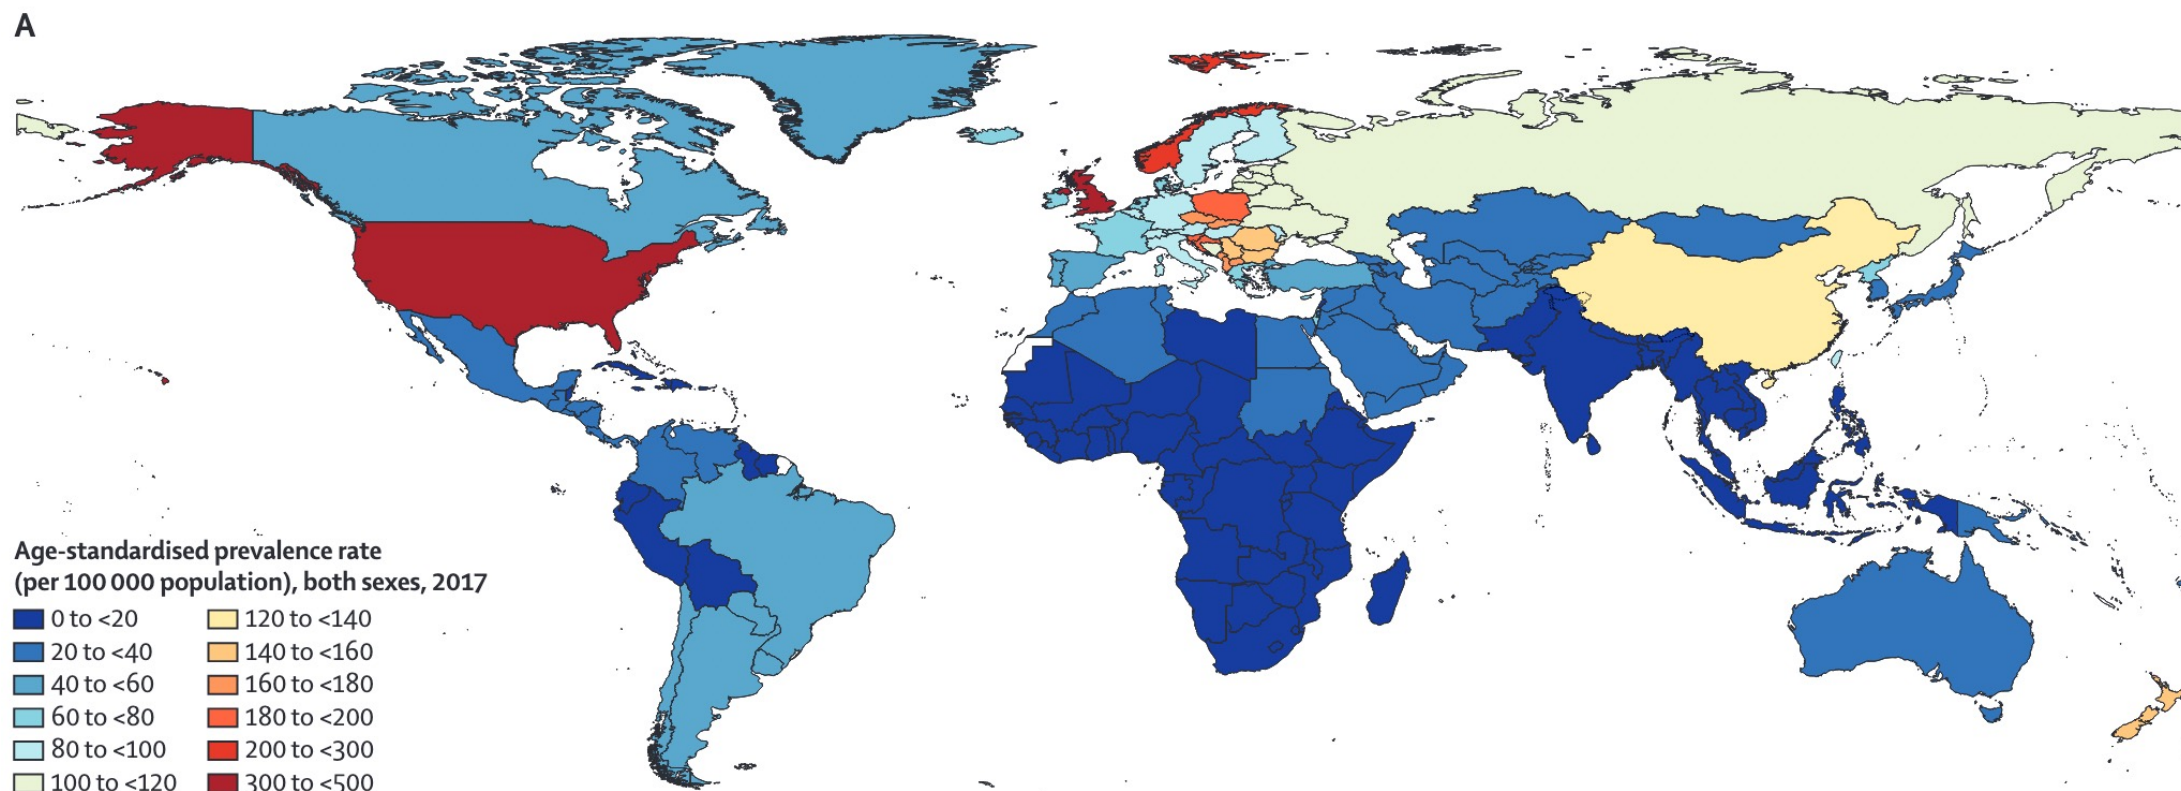 A
Age-standardised prevalence rate
(per 100 000 population), both sexes, 2017
0 to <20
20 to <40
40 to <60
60 to <80
80 to <100
100 to <120
120 to <140
140 to <160
160 to <180
180 to <200
200 to <300
300 to <500